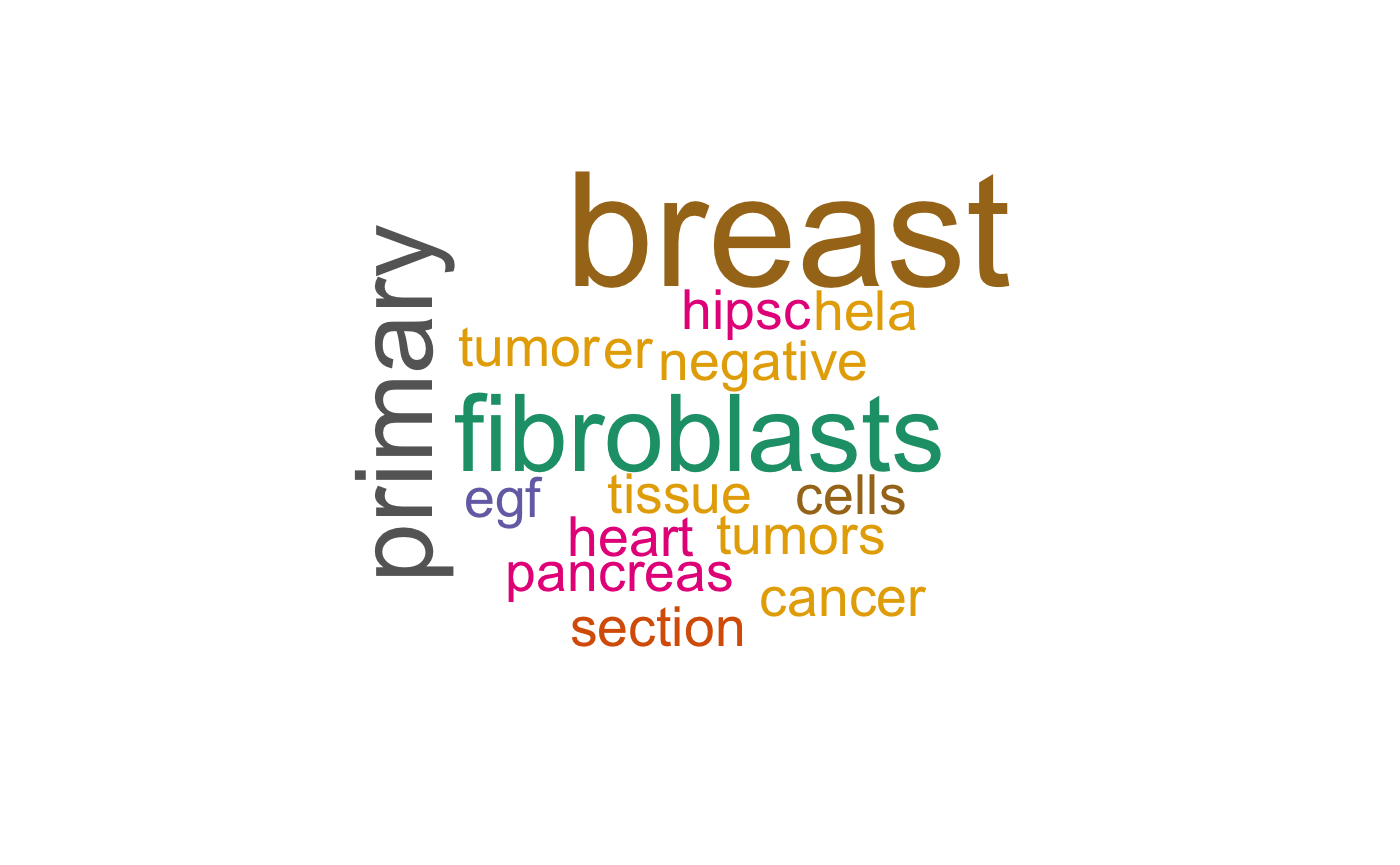 primary
breast
hipsc hela
tumor er negative
fibroblasts
egf tissue cells
heart tumors
pancreas cancer
section